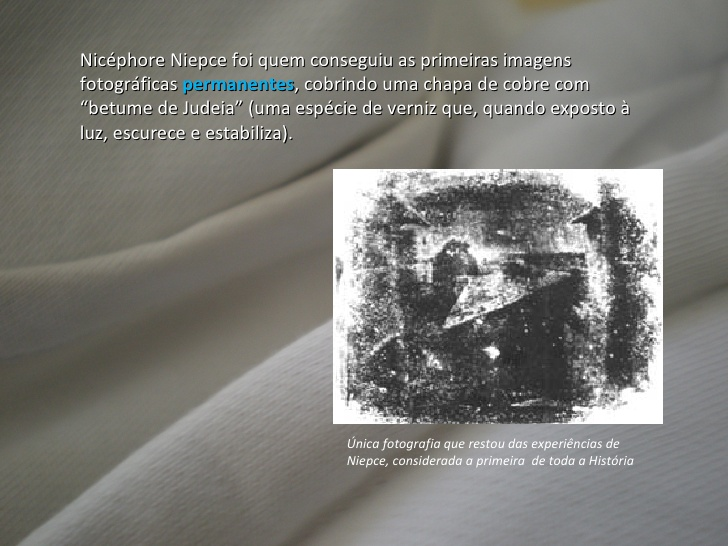 Nicéphore Niepce foi quem conseguiu as primeiras imagens
fotográficas permanentes, cobrindo uma chapa de cobre com
“betume de Judeia” (uma espécie de verniz que, quando exposto à
luz, escurece e estabiliza).
Única fotografia que restou das experiências de
Niepce, considerada a primeira de toda a História